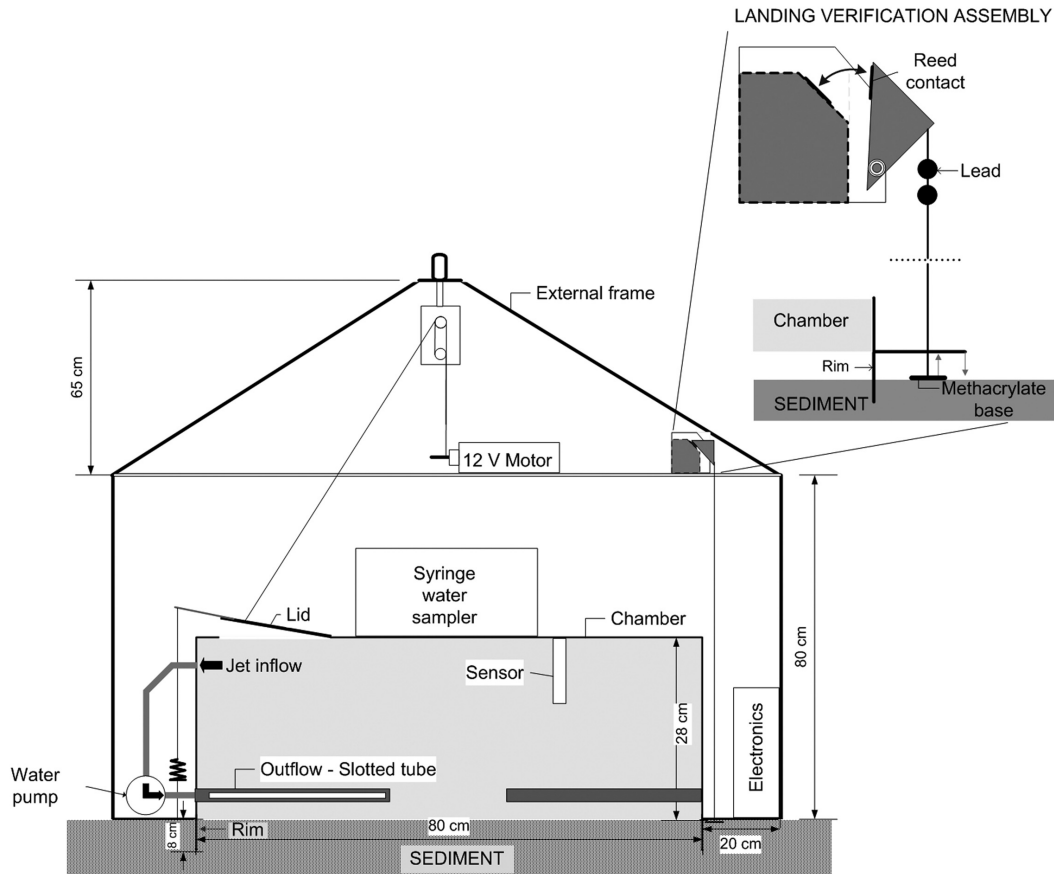 LANDING VERIFICATION ASSEMBLY
Reed
contact
Lead
External frame
Chamber
Rim
Methacrylate
base
SEDIMENT
65 cm
12 V Motor
Syringe
water
sampler
Lid
Chamber
80 cm
Jet inflow
Sensor
28 cm
Electronics
Water
pump
Outflow - Slotted tube
8 cm
Rim
80 cm
20 cm
SEDIMENT